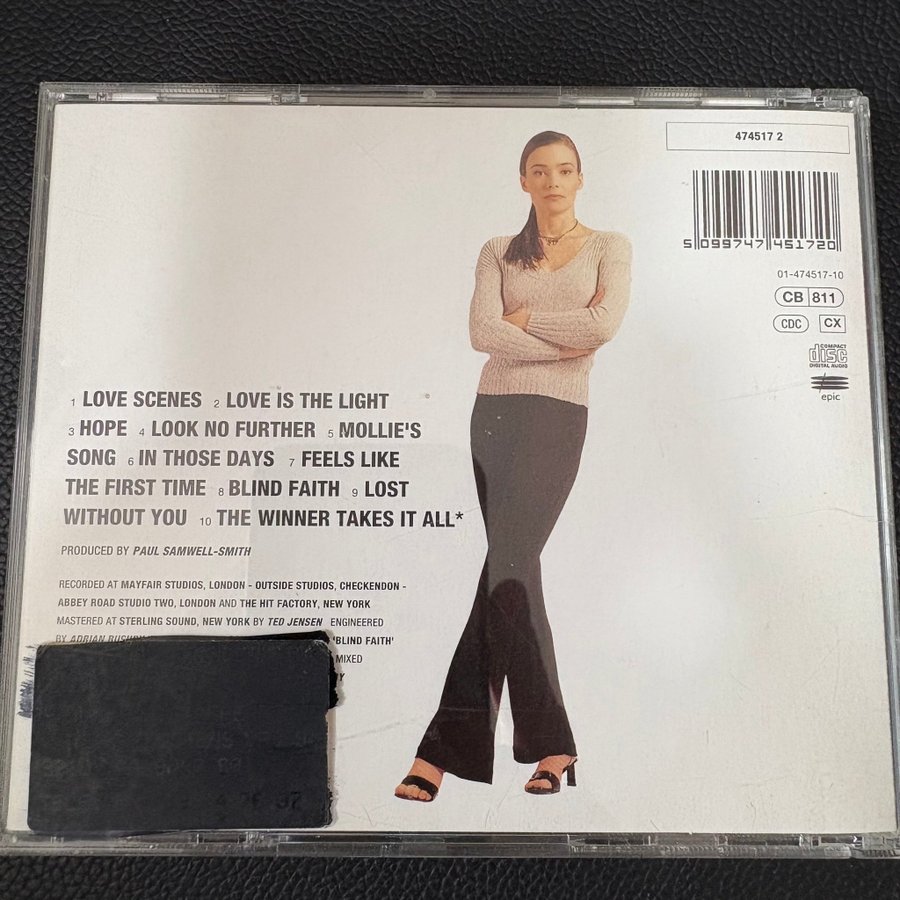 474517 2
5 099747 451720
01-474517-10
CB 811
CDC CX
COMPACT
disc
DIGITAL AUDIO
epic
1 LOVE SCENES 2 LOVE IS THE LIGHT
3 HOPE 4 LOOK NO FURTHER 5 MOLLIE'S
SONG 6 IN THOSE DAYS 7 FEELS LIKE
THE FIRST TIME 8 BLIND FAITH 9 LOST
WITHOUT YOU 10 THE WINNER TAKES IT ALL*
PRODUCED BY PAUL SAMWELL-SMITH
RECORDED AT MAYFAIR STUDIOS, LONDON - OUTSIDE STUDIOS, CHECKENDON -
ABBEY ROAD STUDIO TWO, LONDON AND THE HIT FACTORY, NEW YORK
MASTERED AT STERLING SOUND, NEW YORK BY TED JENSEN ENGINEERED
BY ADRIAN 'BLIND FAITH'
MIXED